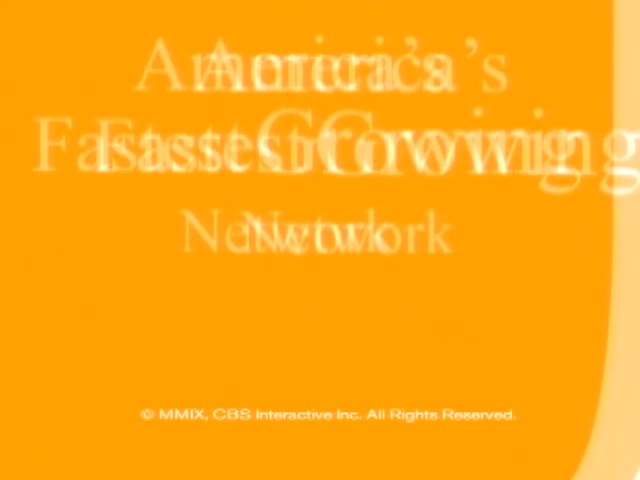 America's
Fastest Growing
Network
© MMIX, CBS Interactive Inc. All Rights Reserved.